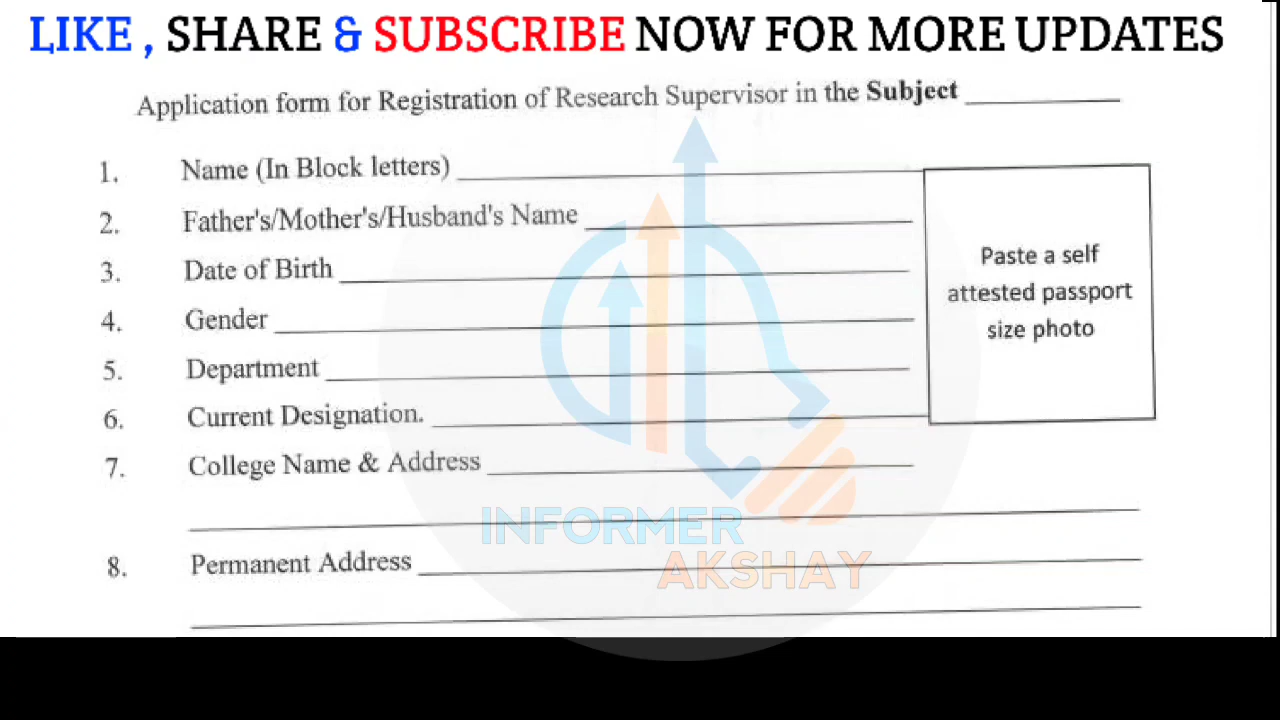 LIKE , SHARE & SUBSCRIBE NOW FOR MORE UPDATES
Application form for Registration of Research Supervisor in the Subject
1. Name (In Block letters)
2. Father's/Mother's/Husband's Name
3. Date of Birth
4. Gender
5. Department
6. Current Designation.
7. College Name & Address
8. Permanent Address
Paste a self
attested passport
size photo
INFORMER
AKSHAY